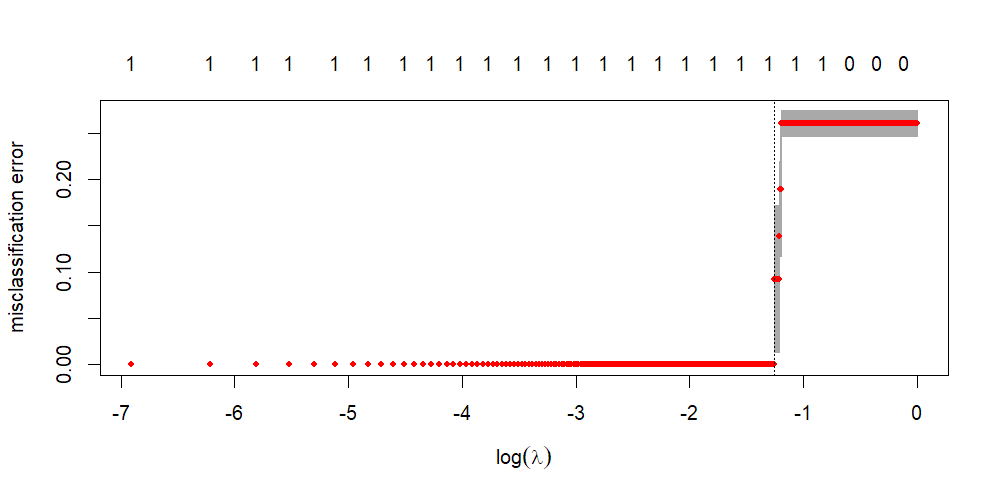 1 1 1 1 1 1 1 1 1 1 1 1 1 1 1 1 1 1 1 1 1 1 0 0 0
misclassification error
0.20
0.10
0.00
-7 -6 -5 -4 -3 -2 -1 0
log(λ)